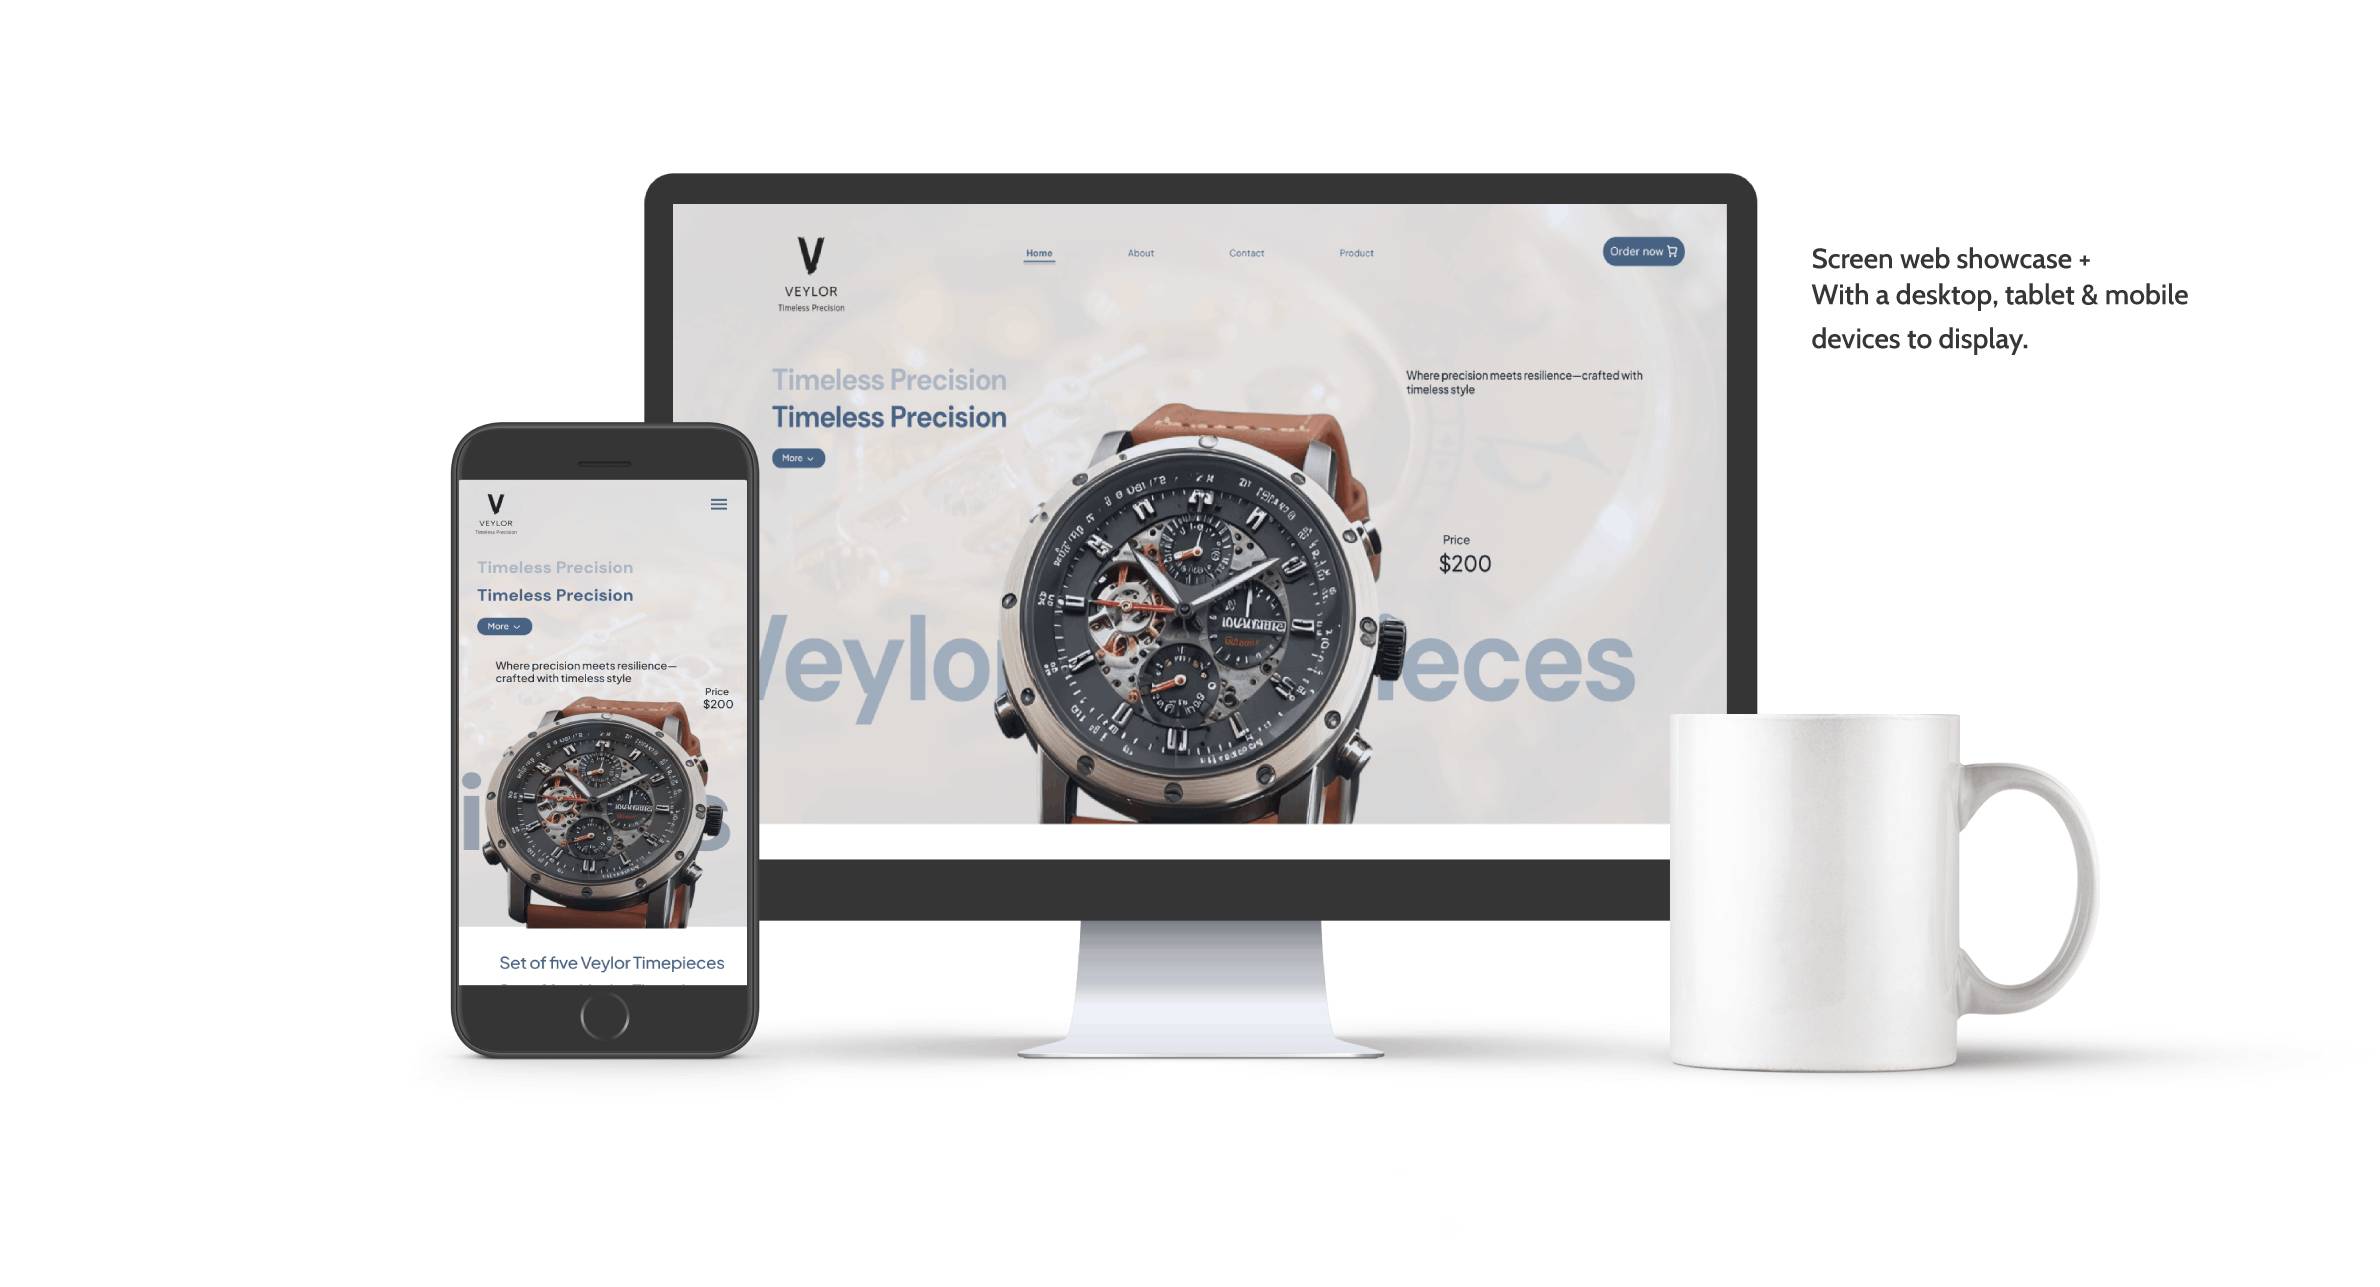 VEYLOR
Timeless Precision
Home
About
Contact
Product
Order now
Timeless Precision
Timeless Precision
More
Where precision meets resilience—crafted with
timeless style
Price
$200
Screen web showcase +
With a desktop, tablet & mobile
devices to display.
V
VEYLOR
Timeless Precision
Timeless Precision
Timeless Precision
More
Where precision meets resilience—
crafted with timeless style
Price
$200
Set of five Veylor Timepieces